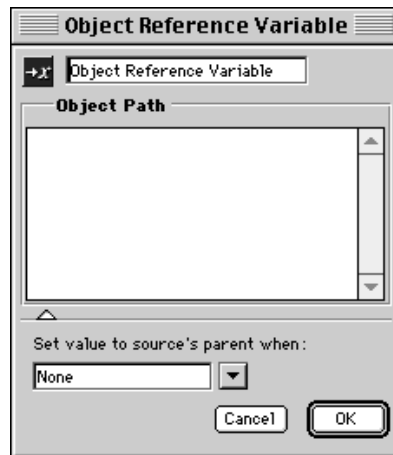 Object Reference Variable
→x Object Reference Variable
Object Path
Set value to source's parent when:
None
Cancel OK